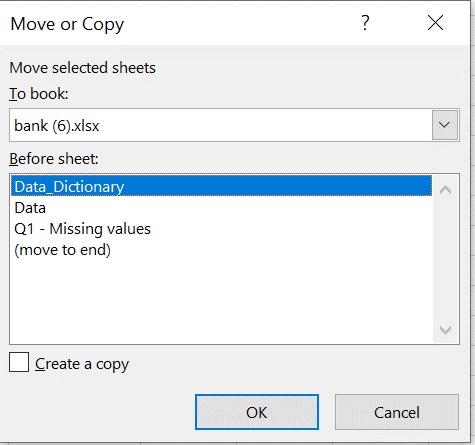 Move or Copy
?
Move selected sheets
To book:
bank (6).xlsx
Before sheet:
Data_Dictionary
Data
Q1 - Missing values
(move to end)
Create a copy
OK
Cancel